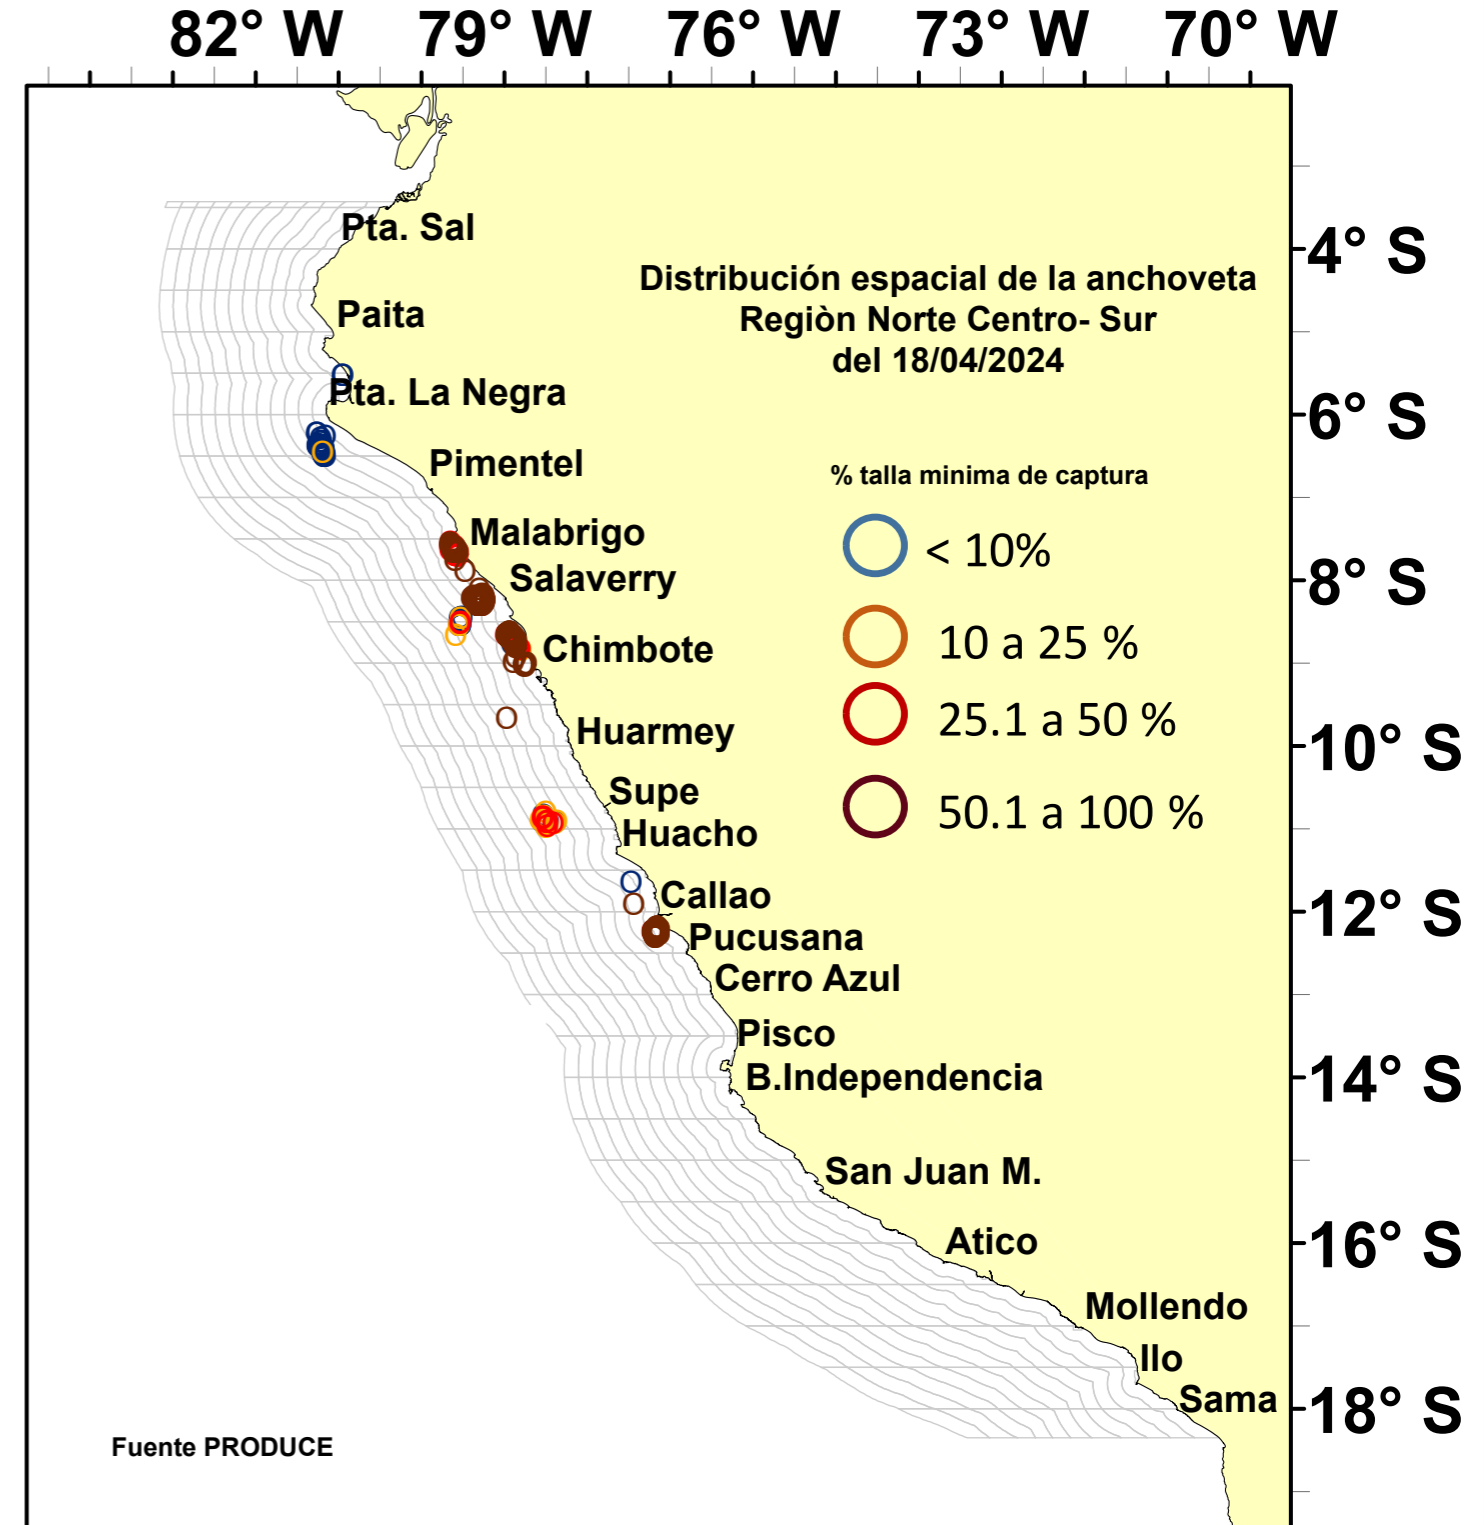 82° W 79° W 76° W 73° W 70° W
Pta. Sal
4° S
Distribución espacial de la anchoveta
Regiòn Norte Centro- Sur
del 18/04/2024
Paita
Pta. La Negra
6° S
Pimentel
% talla minima de captura
Malabrigo
< 10%
Salaverry
8° S
Chimbote
10 a 25 %
Huarmey
25.1 a 50 %
10° S
Supe
50.1 a 100 %
Huacho
Callao
12° S
Pucusana
Cerro Azul
Pisco
B.Independencia
14° S
San Juan M.
Atico
16° S
Mollendo
Ilo
Sama
18° S
Fuente PRODUCE